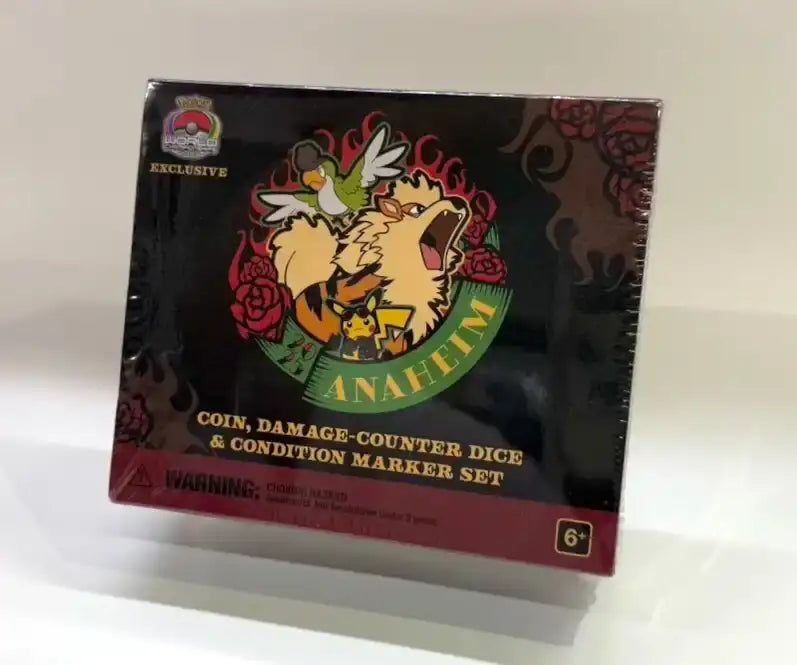 WORLD
EXCLUSIVE
ANAHEIM
COIN, DAMAGE-COUNTER DICE
& CONDITION MARKER SET
WARNING: CHOKING HAZARD
6+